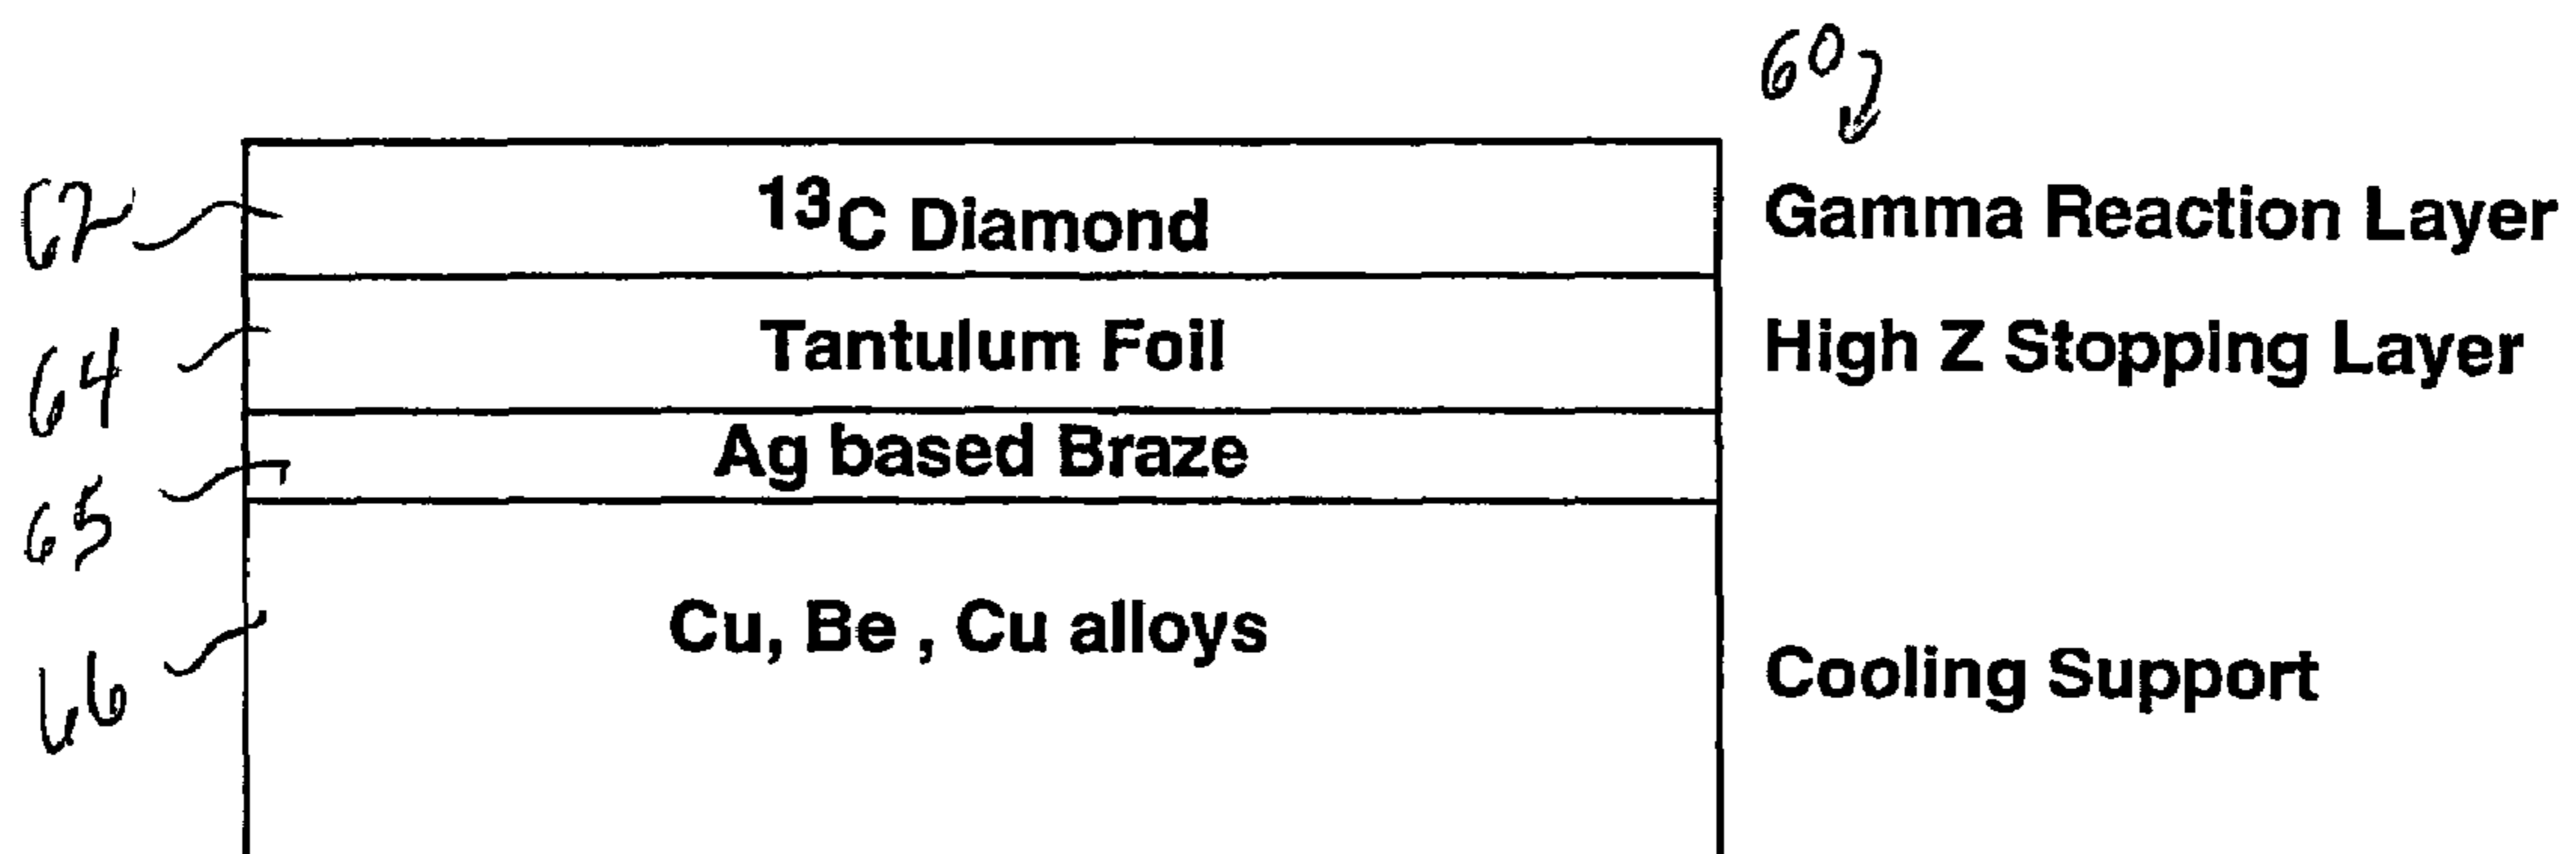 60
62
¹³C Diamond
Gamma Reaction Layer
64
Tantulum Foil
High Z Stopping Layer
65
Ag based Braze
66
Cu, Be , Cu alloys
Cooling Support